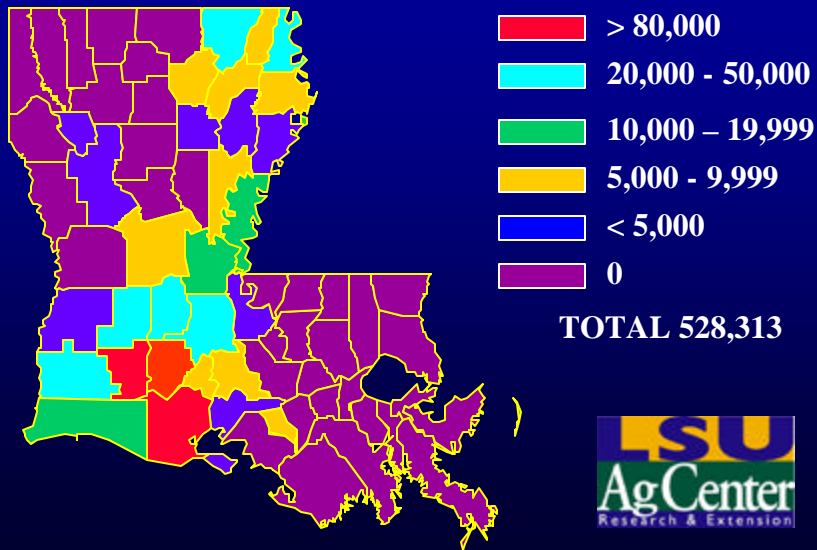 > 80,000
20,000 - 50,000
10,000 – 19,999
5,000 - 9,999
< 5,000
0
TOTAL 528,313
LSU
AgCenter
Research & Extension